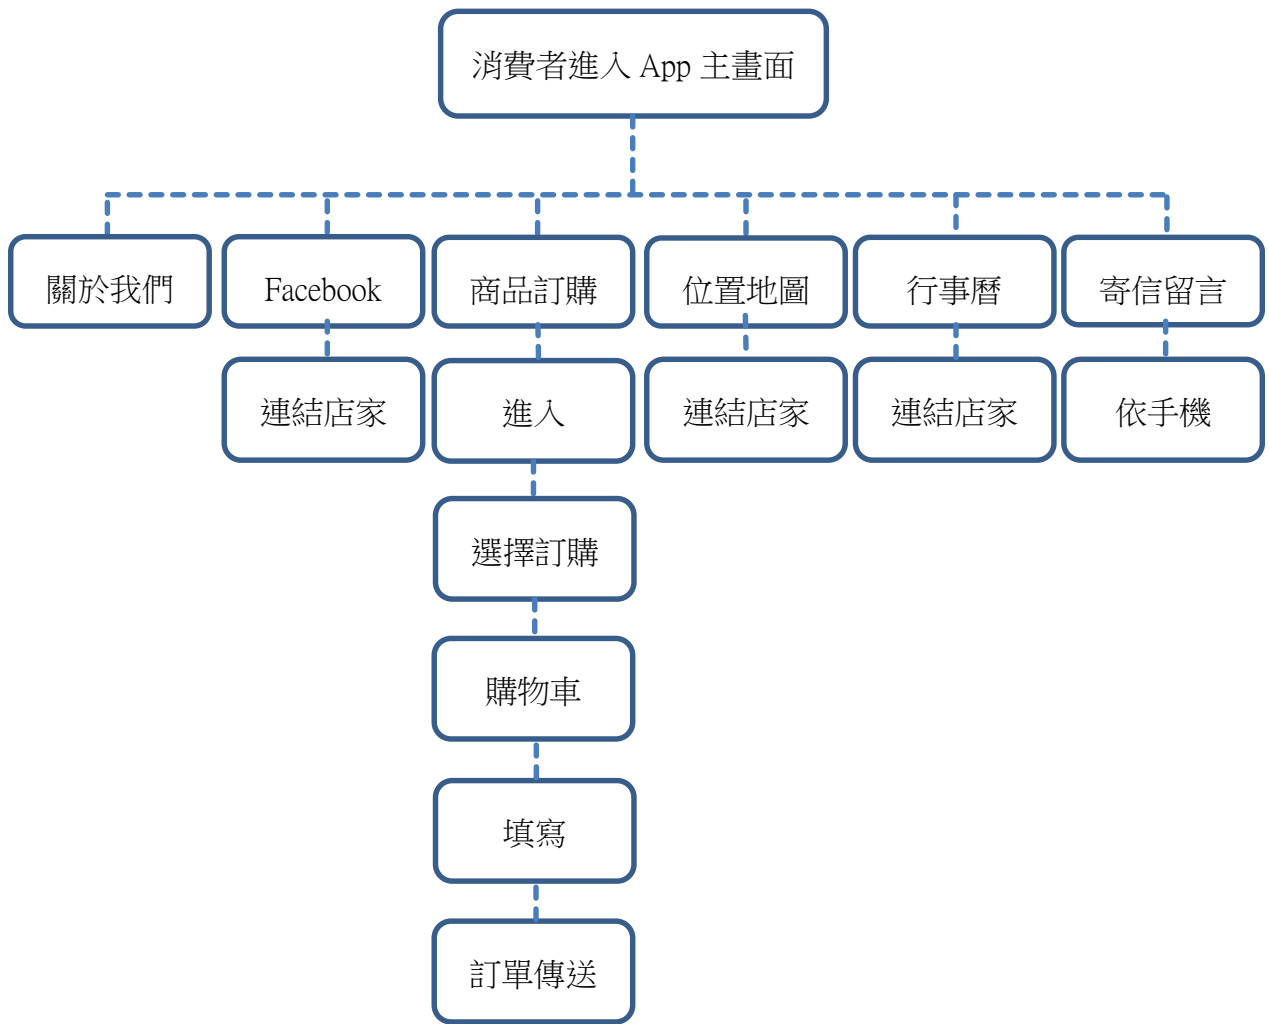 消費者進入 App 主畫面
關於我們
Facebook
商品訂購
位置地圖
行事曆
寄信留言
連結店家
進入
連結店家
連結店家
依手機
選擇訂購
購物車
填寫
訂單傳送